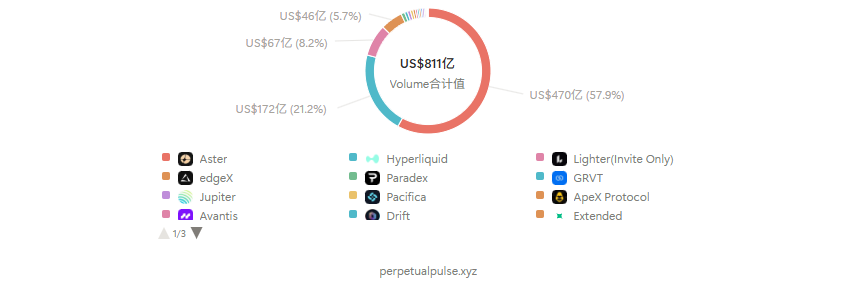 US$46亿 (5.7%)
US$67亿 (8.2%)
US$811亿
Volume合计值
US$470亿 (57.9%)
US$172亿 (21.2%)
Aster
Hyperliquid
Lighter(Invite Only)
edgeX
Paradex
GRVT
Jupiter
Pacifica
ApeX Protocol
Avantis
Drift
Extended
1/3
perpetualpulse.xyz